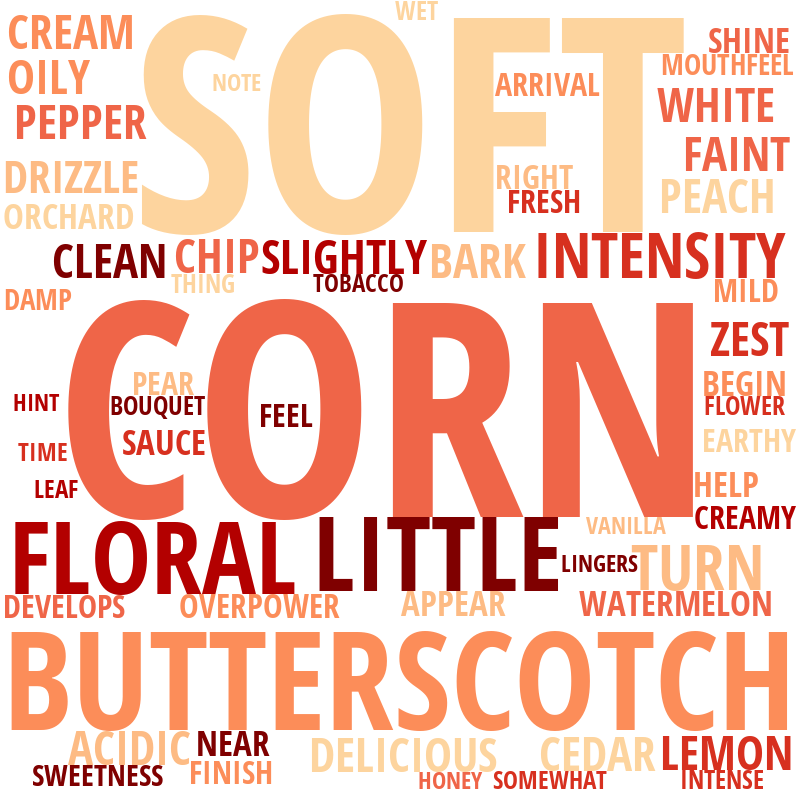 WET
CREAM
SOFT
SHINE
OILY
NOTE
ARRIVAL
MOUTHFEEL
PEPPER
WHITE
FAINT
DRIZZLE
RIGHT
PEACH
ORCHARD
FRESH
CLEAN
CHIP
SLIGHTLY
BARK
INTENSITY
THING
TOBACCO
DAMP
MILD
CORN
ZEST
PEAR
BEGIN
HINT
BOUQUET
FEEL
FLOWER
TIME
SAUCE
EARTHY
LEAF
HELP
CREAMY
FLORAL
LITTLE
VANILLA
LINGERS
TURN
DEVELOPS
OVERPOWER
APPEAR
WATERMELON
BUTTERSCOTCH
ACIDIC
NEAR
DELICIOUS
CEDAR
LEMON
SWEETNESS
FINISH
HONEY
SOMEWHAT
INTENSE